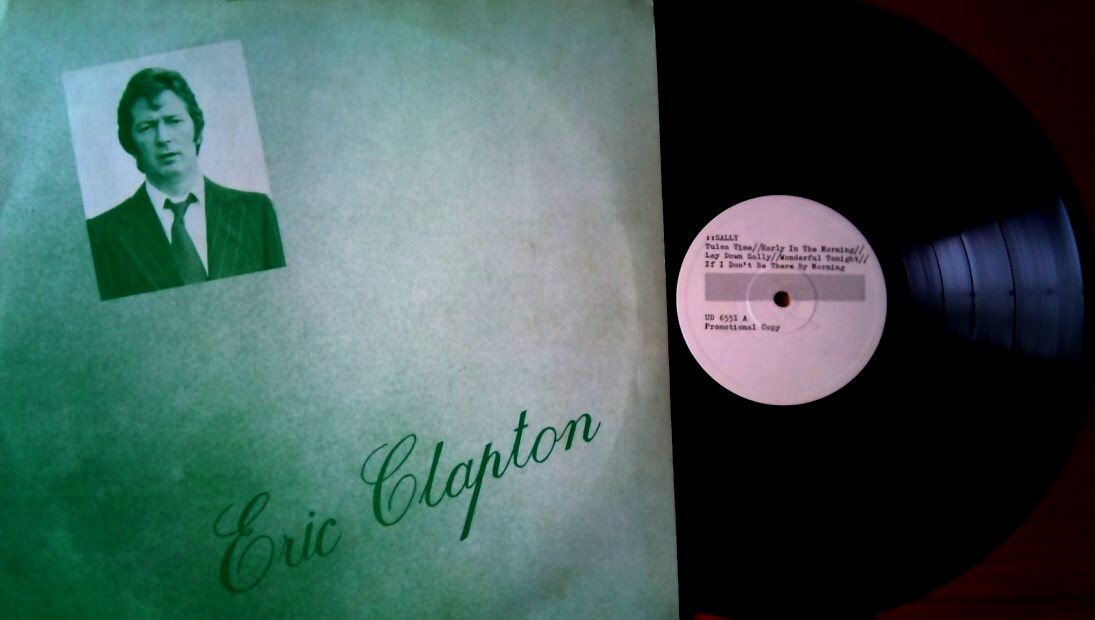 Eric Clapton
::SALLY
Tulsa Time//Early In The Morning//
Lay Down Sally//Wonderful Tonight//
If I Don't Be There By Morning
UD 6551 A
Promotional Copy